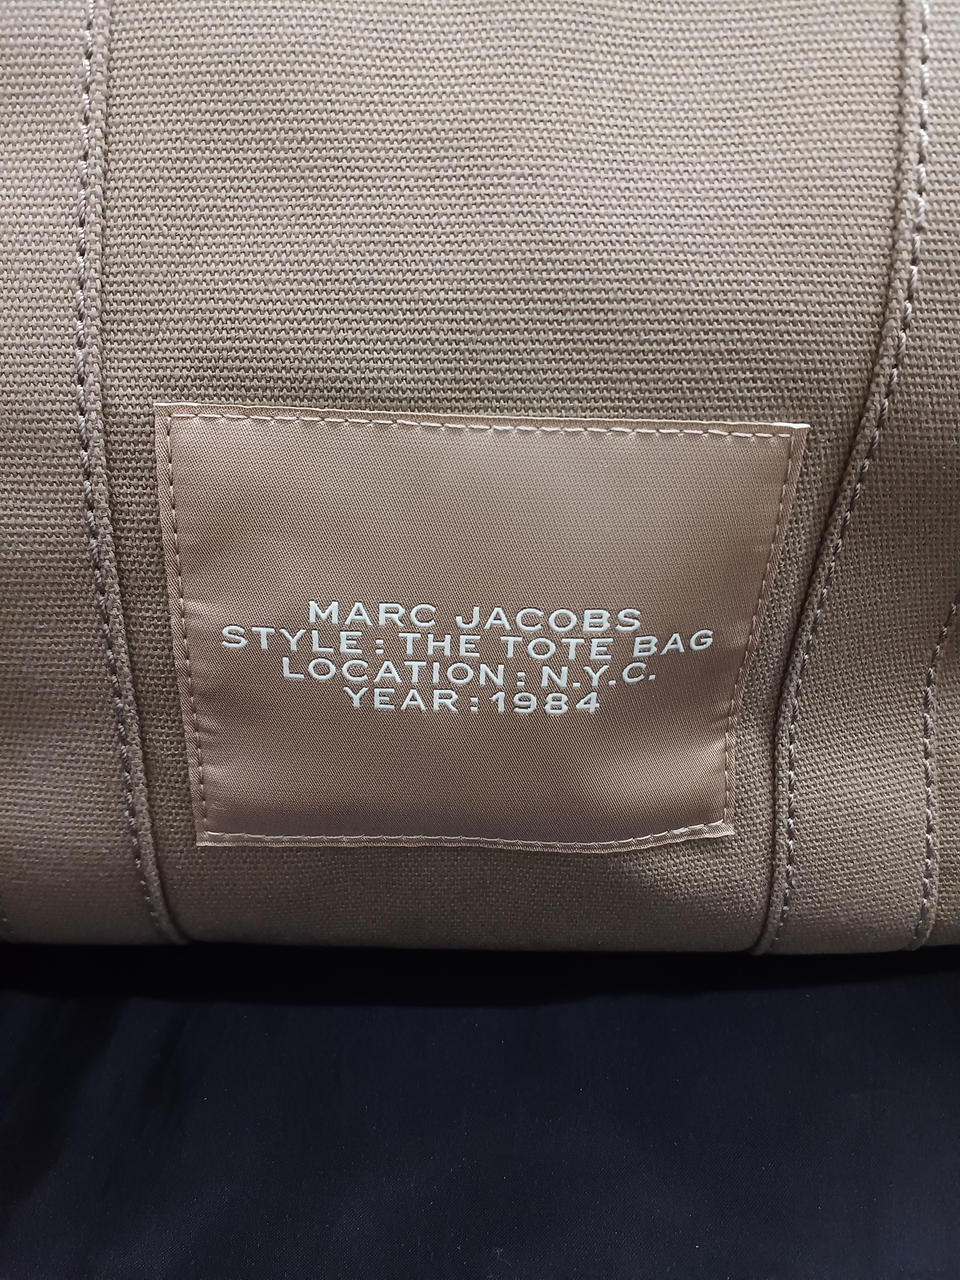 MARC JACOBS
STYLE: THE TOTE BAG
LOCATION: N.Y.C.
YEAR: 1984